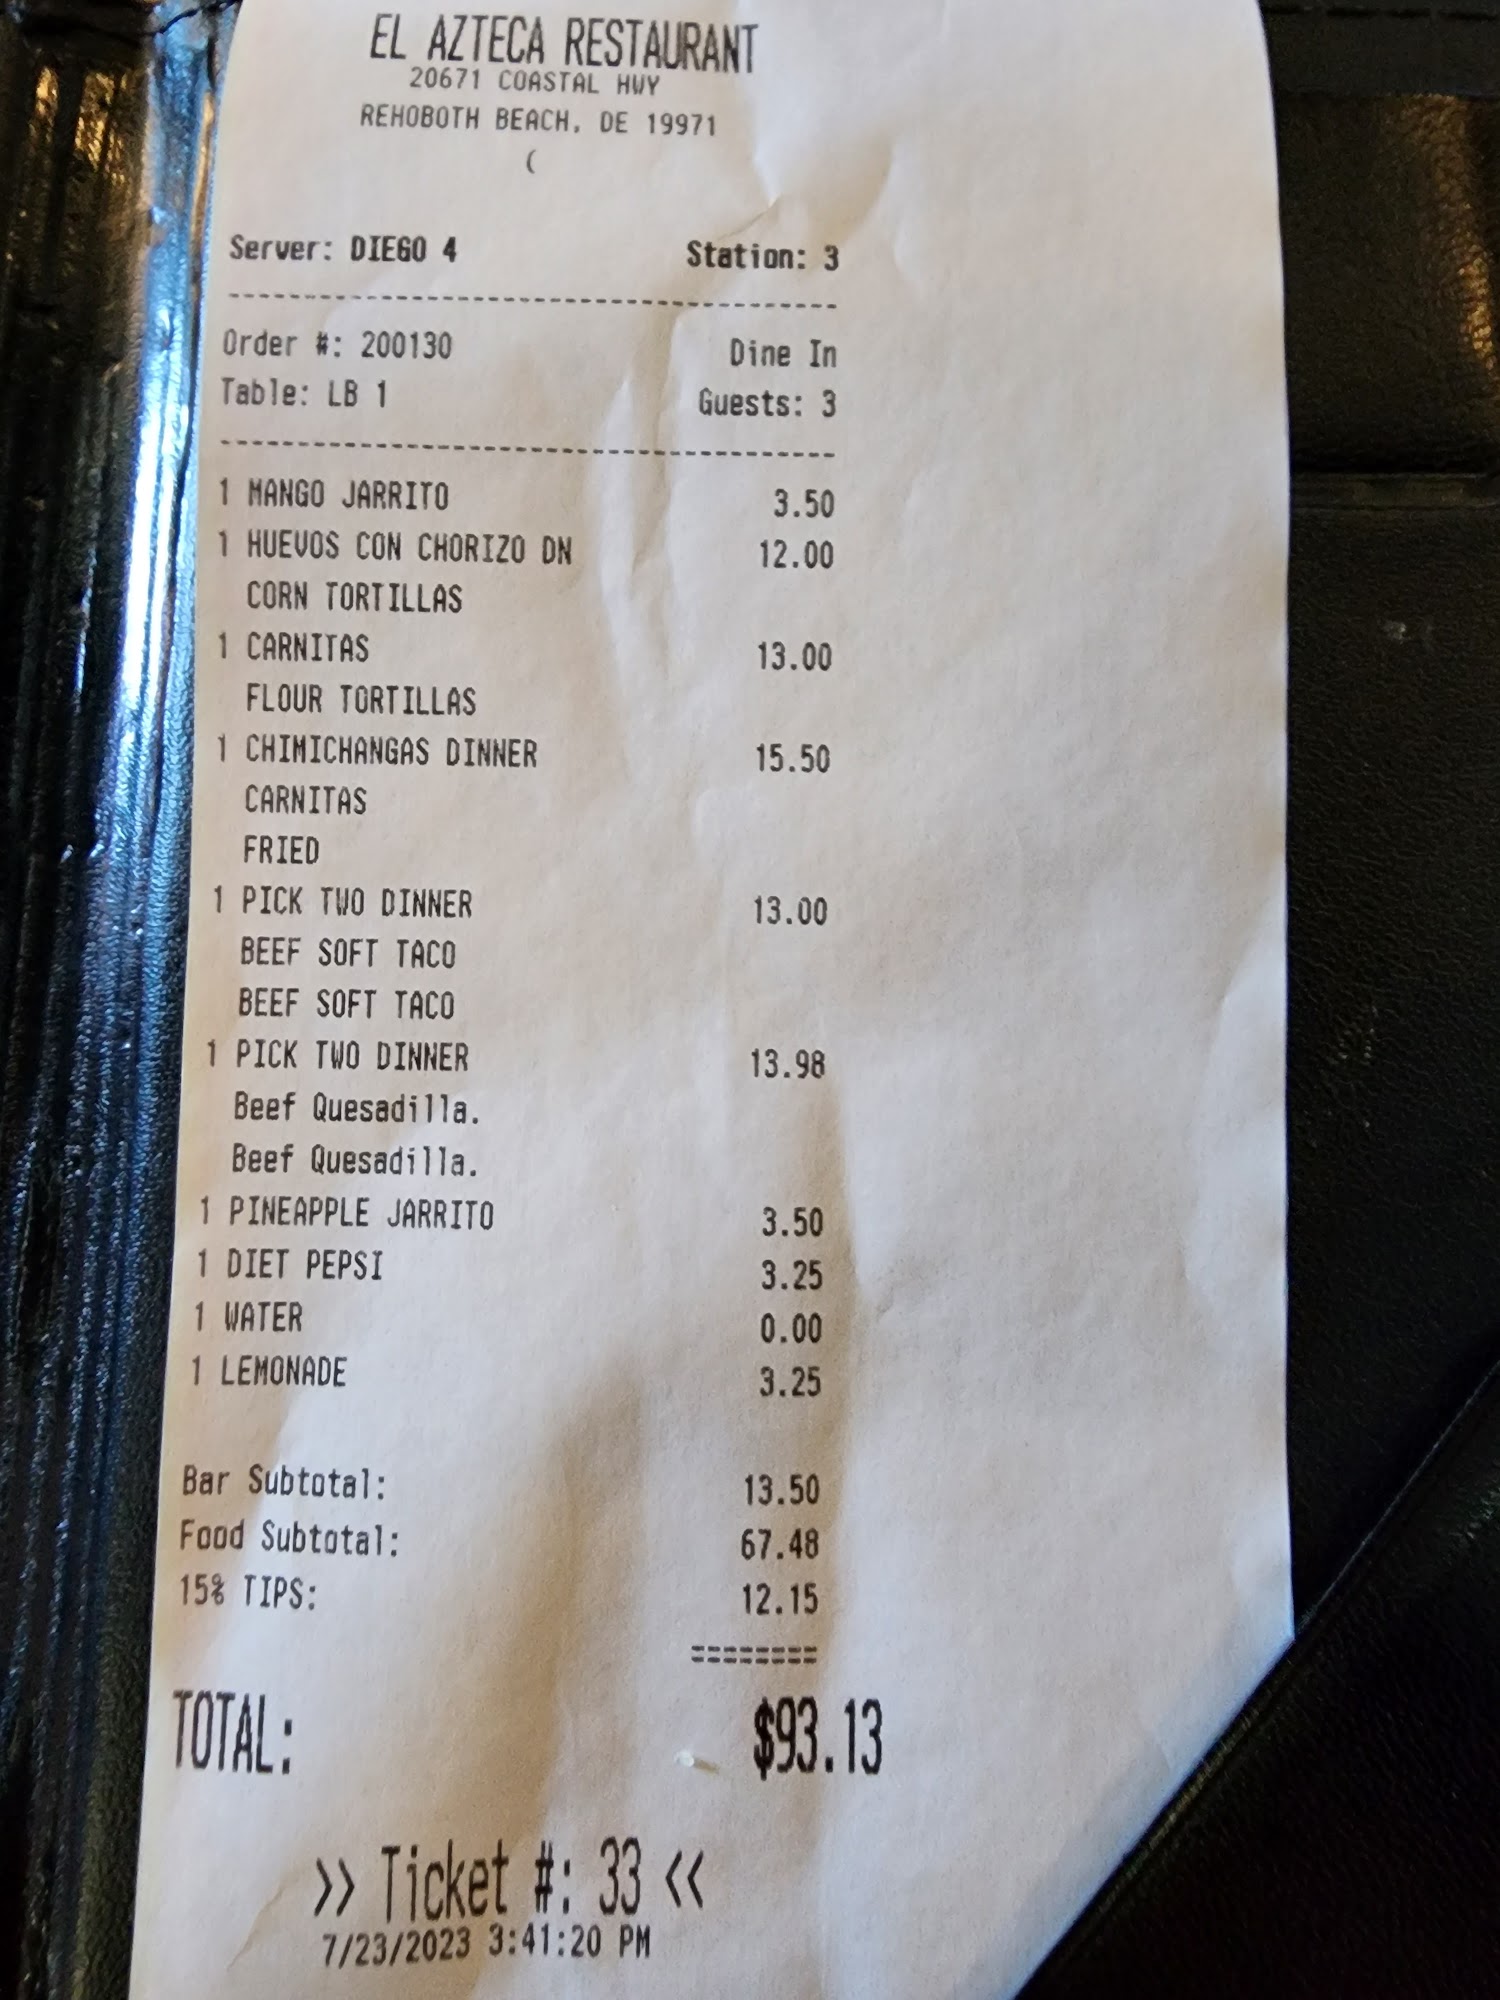 EL AZTECA RESTAURANT
20671 COASTAL HWY
REHOBOTH BEACH, DE 19971
(
Server: DIEGO 4 Station: 3
--------------------------------------
Order #: 200130 Dine In
Table: LB 1 Guests: 3
--------------------------------------
1 MANGO JARRITO 3.50
1 HUEVOS CON CHORIZO DN 12.00
CORN TORTILLAS
1 CARNITAS 13.00
FLOUR TORTILLAS
1 CHIMICHANGAS DINNER 15.50
CARNITAS
FRIED
1 PICK TWO DINNER 13.00
BEEF SOFT TACO
BEEF SOFT TACO
1 PICK TWO DINNER 13.98
Beef Quesadilla.
Beef Quesadilla.
1 PINEAPPLE JARRITO 3.50
1 DIET PEPSI 3.25
1 WATER 0.00
1 LEMONADE 3.25
Bar Subtotal: 13.50
Food Subtotal: 67.48
15% TIPS: 12.15
========
TOTAL: $93.13
>> Ticket #: 33 <<
7/23/2023 3:41:20 PM